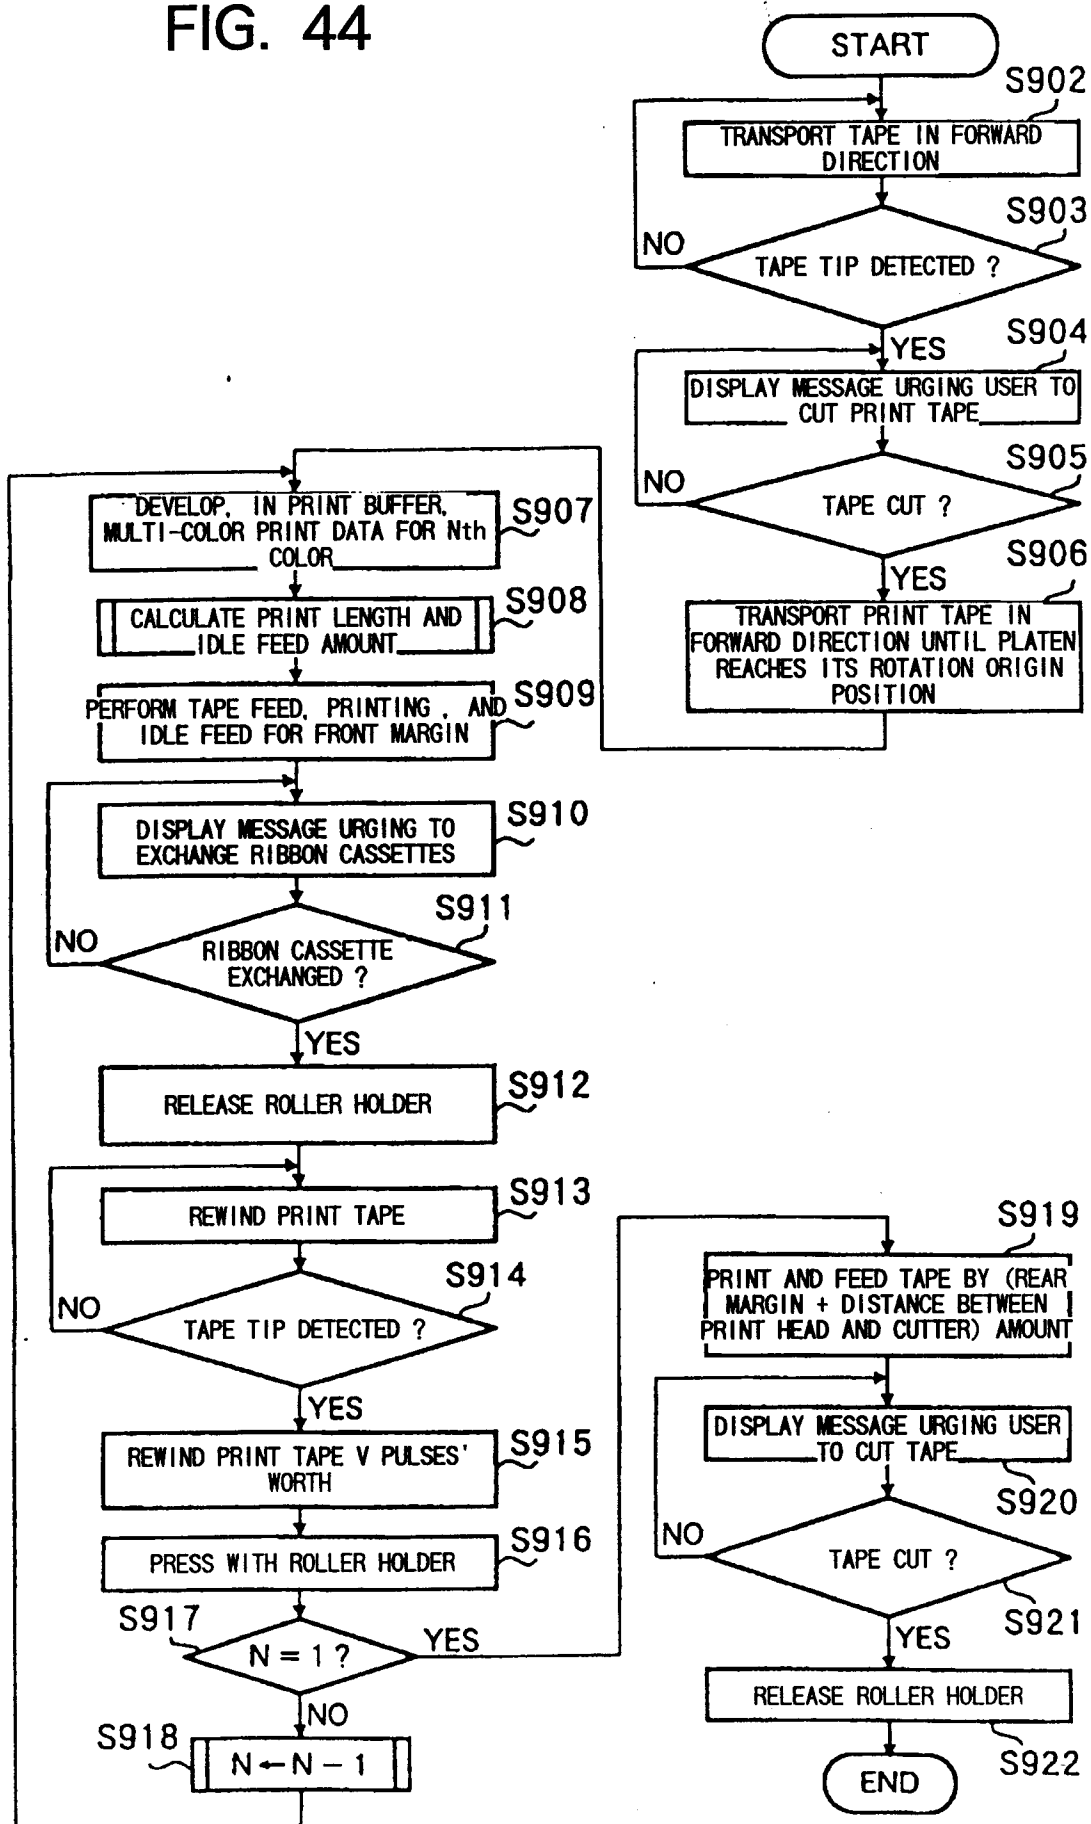 FIG. 44
START
S902
TRANSPORT TAPE IN FORWARD
DIRECTION
S903
TAPE TIP DETECTED ?
NO
YES
S904
DISPLAY MESSAGE URGING USER TO
CUT PRINT TAPE
S905
TAPE CUT ?
NO
YES
S906
TRANSPORT PRINT TAPE IN
FORWARD DIRECTION UNTIL PLATEN
REACHES ITS ROTATION ORIGIN
POSITION
S907
DEVELOP, IN PRINT BUFFER,
MULTI-COLOR PRINT DATA FOR Nth
COLOR
S908
CALCULATE PRINT LENGTH AND
IDLE FEED AMOUNT
S909
PERFORM TAPE FEED, PRINTING, AND
IDLE FEED FOR FRONT MARGIN
S910
DISPLAY MESSAGE URGING TO
EXCHANGE RIBBON CASSETTES
S911
RIBBON CASSETTE
EXCHANGED ?
NO
YES
S912
RELEASE ROLLER HOLDER
S913
REWIND PRINT TAPE
S914
TAPE TIP DETECTED ?
NO
YES
S915
REWIND PRINT TAPE V PULSES'
WORTH
S916
PRESS WITH ROLLER HOLDER
S917
N = 1 ?
YES
NO
S918
N ← N - 1
S919
PRINT AND FEED TAPE BY (REAR
MARGIN + DISTANCE BETWEEN
PRINT HEAD AND CUTTER) AMOUNT
DISPLAY MESSAGE URGING USER
TO CUT TAPE
S920
TAPE CUT ?
NO
S921
YES
RELEASE ROLLER HOLDER
S922
END